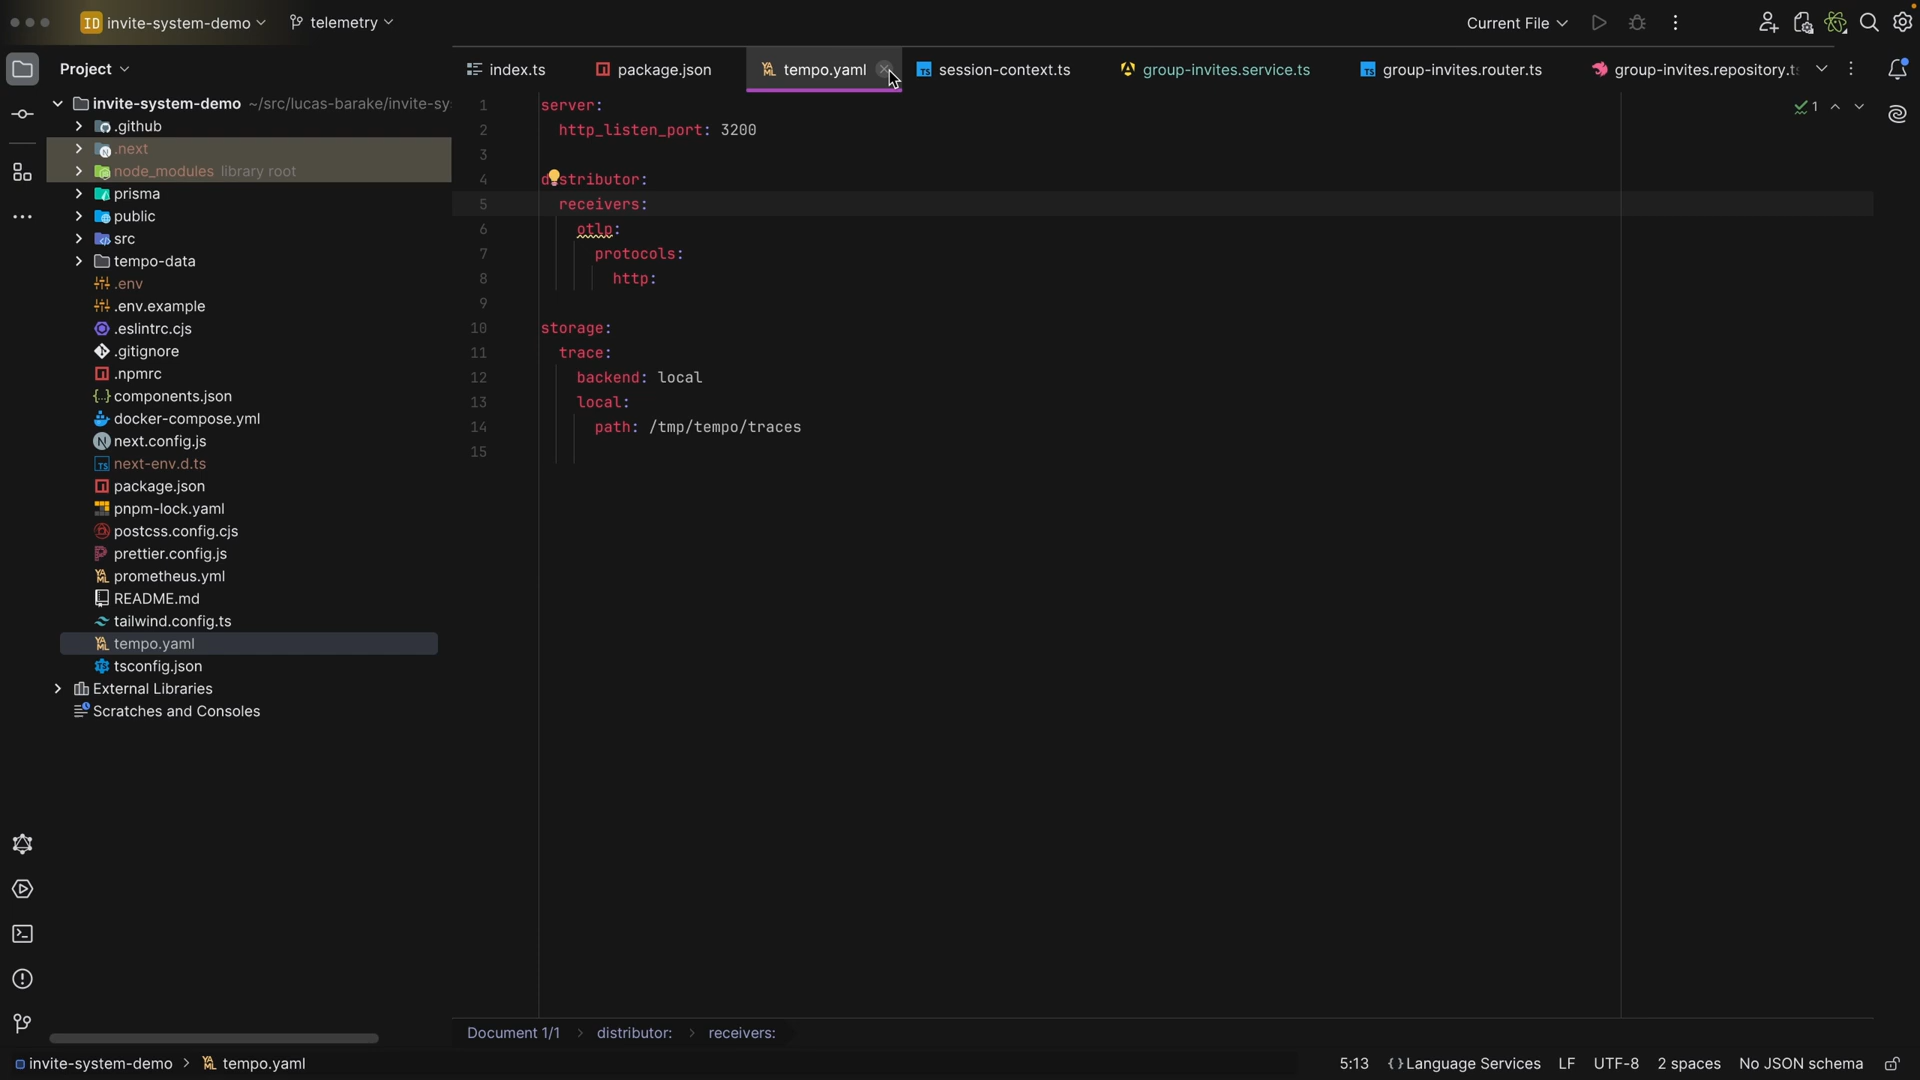 ID invite-system-demo telemetry Current File
Project
index.ts package.json tempo.yaml session-context.ts group-invites.service.ts group-invites.router.ts group-invites.repository.ts
invite-system-demo ~/src/lucas-barake/invite-sy
.github
.next
node_modules library root
prisma
public
src
tempo-data
.env
.env.example
.eslintrc.cjs
.gitignore
.npmrc
components.json
docker-compose.yml
next.config.js
next-env.d.ts
package.json
pnpm-lock.yaml
postcss.config.cjs
prettier.config.js
prometheus.yml
README.md
tailwind.config.ts
tempo.yaml
tsconfig.json
External Libraries
Scratches and Consoles
1 server:
2 http_listen_port: 3200
3
4 distributor:
5 receivers:
6 otlp:
7 protocols:
8 http:
9
10 storage:
11 trace:
12 backend: local
13 local:
14 path: /tmp/tempo/traces
15
1
Document 1/1 distributor: receivers:
invite-system-demo tempo.yaml 5:13 {} Language Services LF UTF-8 2 spaces No JSON schema